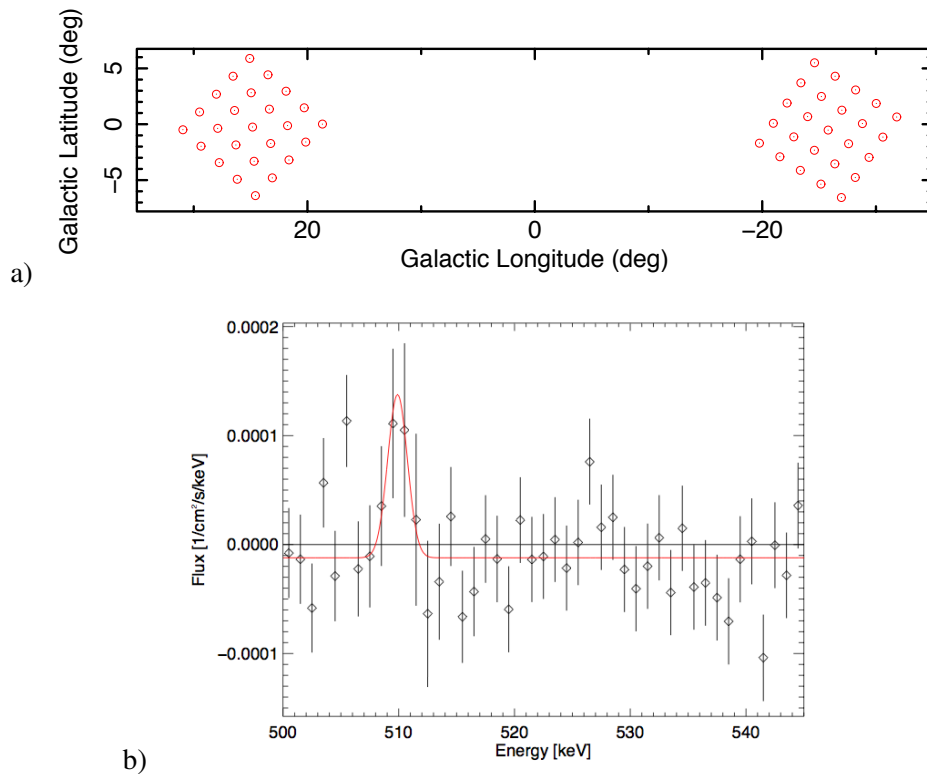 Galactic Latitude (deg)
5
0
−5
20
0
−20
Galactic Longitude (deg)
a)
0.0002
0.0001
0.0000
−0.0001
Flux [1/cm²/s/keV]
500
510
520
530
540
Energy [keV]
b)